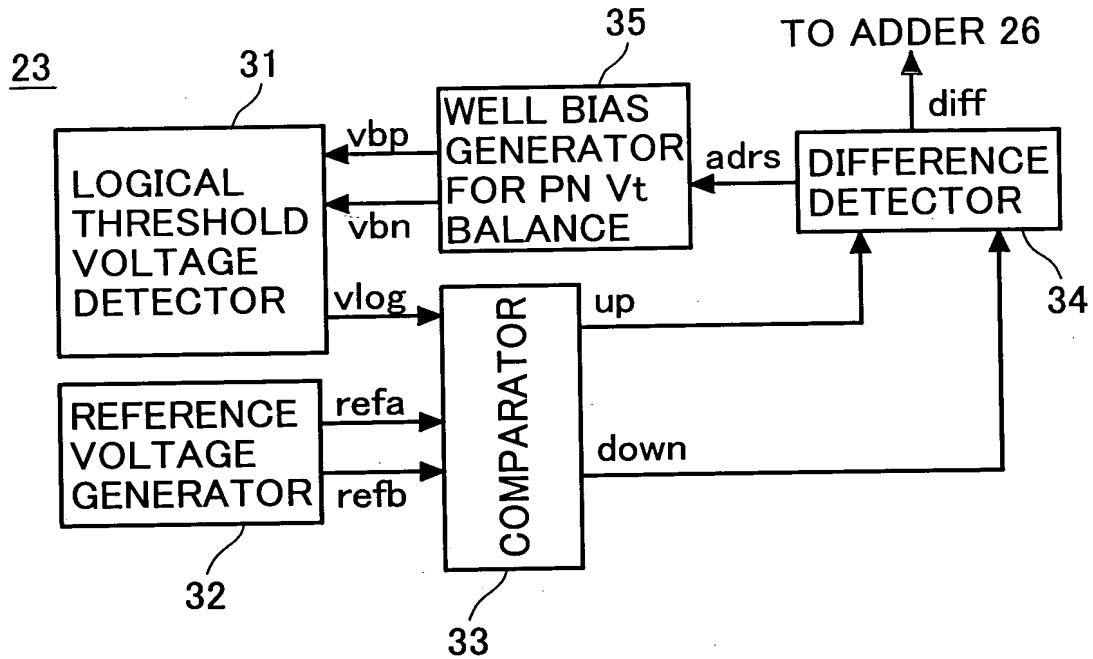 23
31
35
TO ADDER 26
LOGICAL
THRESHOLD
VOLTAGE
DETECTOR
vbp
vbn
WELL BIAS
GENERATOR
FOR PN Vt
BALANCE
adrs
diff
DIFFERENCE
DETECTOR
34
vlog
COMPARATOR
up
down
REFERENCE
VOLTAGE
GENERATOR
refa
refb
32
33